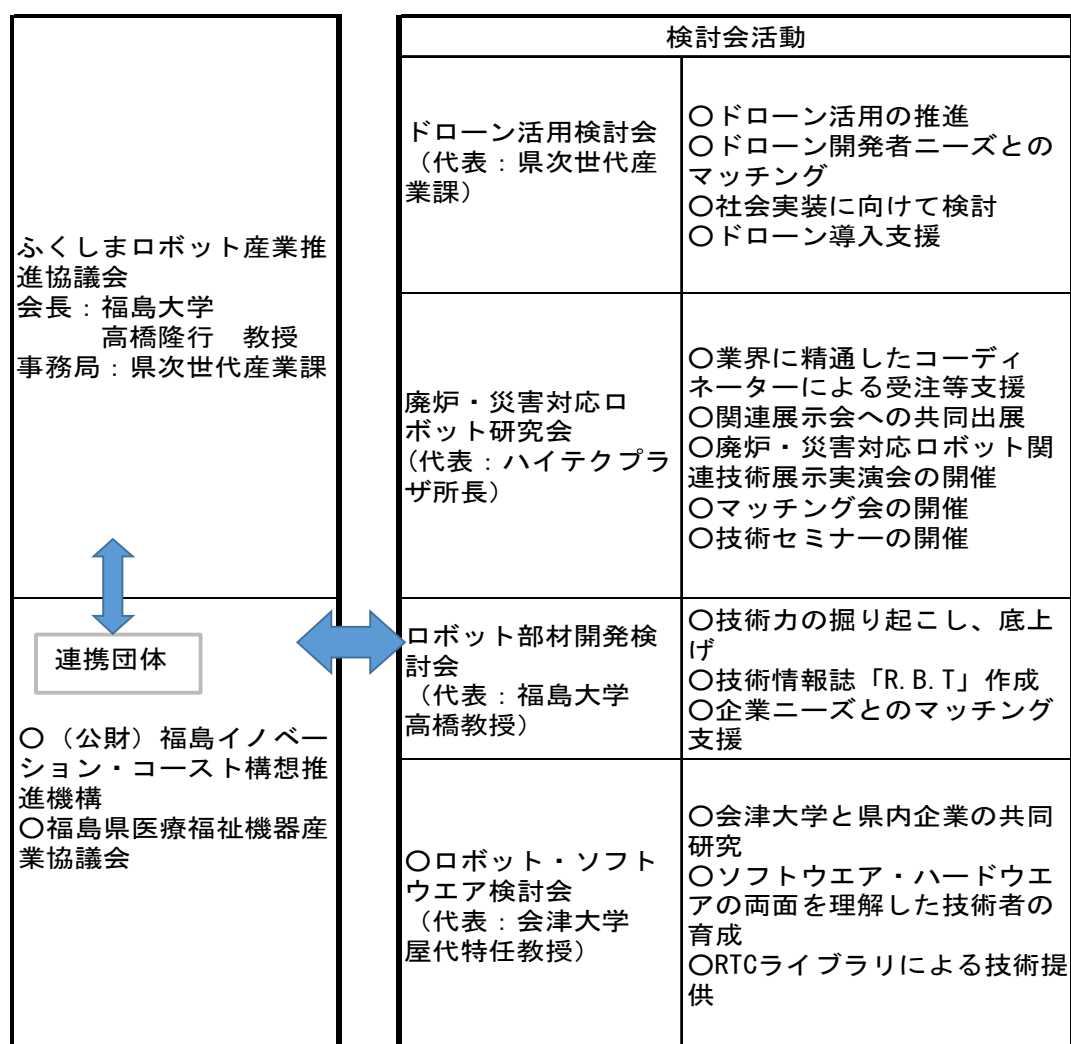 ふくしまロボット産業推
進協議会
会長：福島大学
高橋隆行　教授
事務局：県次世代産業課
連携団体
〇（公財）福島イノベー
ション・コースト構想推
進機構
〇福島県医療福祉機器産
業協議会
検討会活動
ドローン活用検討会
（代表：県次世代産
業課）
〇ドローン活用の推進
〇ドローン開発者ニーズとの
マッチング
〇社会実装に向けて検討
〇ドローン導入支援
廃炉・災害対応ロ
ボット研究会
(代表：ハイテクプラ
ザ所長）
〇業界に精通したコーディ
ネーターによる受注等支援
〇関連展示会への共同出展
〇廃炉・災害対応ロボット関
連技術展示実演会の開催
〇マッチング会の開催
〇技術セミナーの開催
ロボット部材開発検
討会
（代表：福島大学
高橋教授）
〇技術力の掘り起こし、底上
げ
〇技術情報誌「R.B.T」作成
〇企業ニーズとのマッチング
支援
〇ロボット・ソフト
ウエア検討会
（代表：会津大学
屋代特任教授）
〇会津大学と県内企業の共同
研究
〇ソフトウエア・ハードウエ
アの両面を理解した技術者の
育成
〇RTCライブラリによる技術提
供